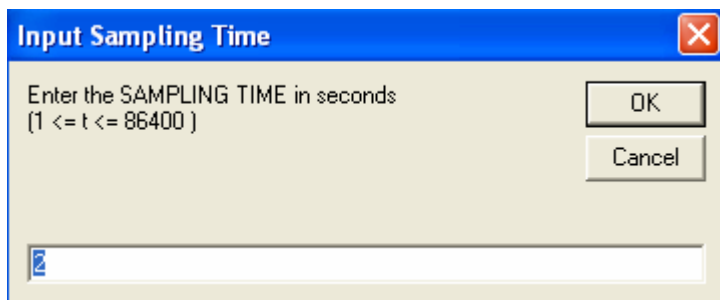 Input Sampling Time
Enter the SAMPLING TIME in seconds
(1 <= t <= 86400 )
OK
Cancel
2